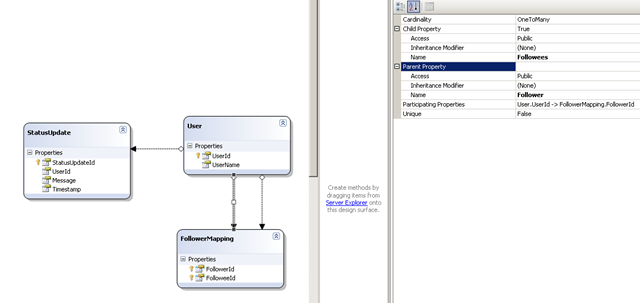 StatusUpdate
Properties
StatusUpdateId
UserId
Message
Timestamp
User
Properties
UserId
UserName
FollowerMapping
Properties
FollowerId
FolloweeId
Create methods by
dragging items from
Server Explorer onto
this design surface.
Cardinality OneToMany
Child Property True
Access Public
Inheritance Modifier (None)
Name Followees
Parent Property
Access Public
Inheritance Modifier (None)
Name Follower
Participating Properties User.UserId -> FollowerMapping.FollowerId
Unique False